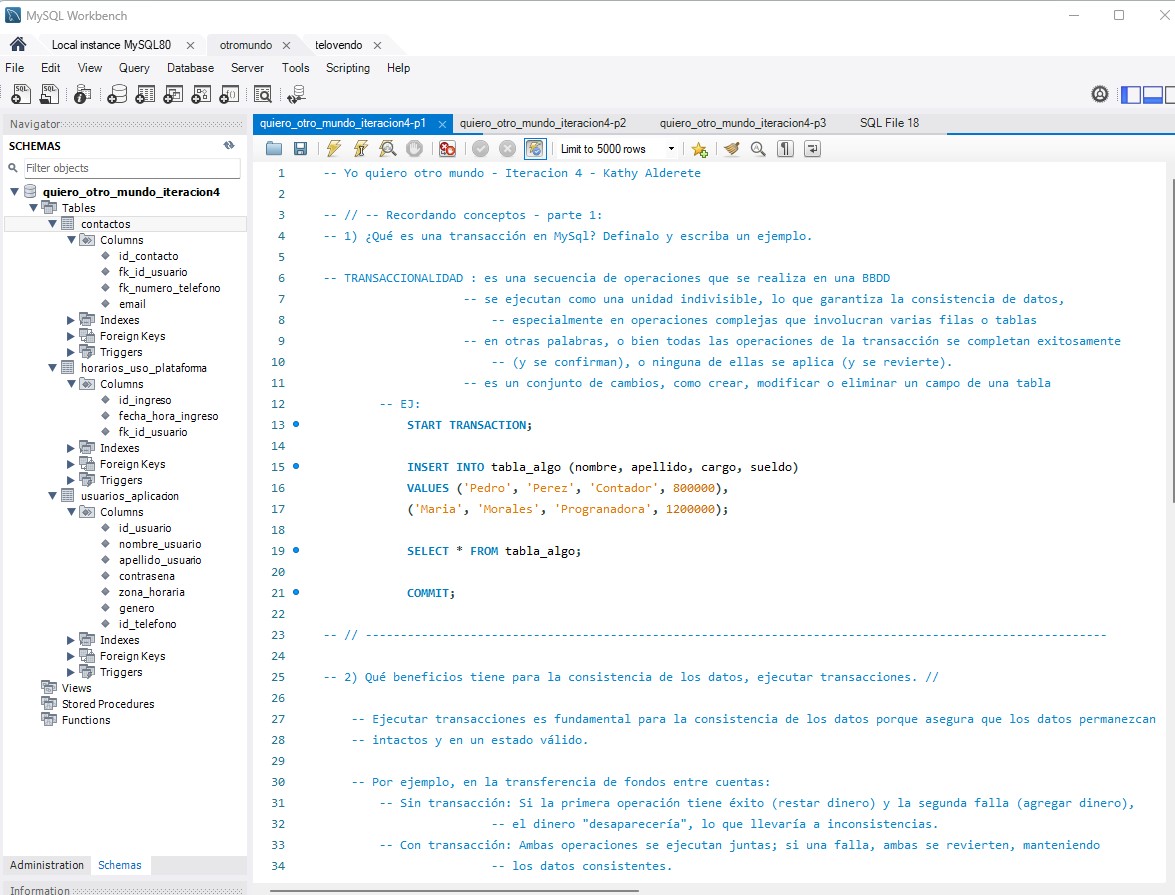 MySQL Workbench
Local instance MySQL80
otromundo
telovendo
File Edit View Query Database Server Tools Scripting Help
Navigator
SCHEMAS
Filter objects
quiero_otro_mundo_iteracion4
Tables
contactos
Columns
id_contacto
fk_id_usuario
fk_numero_telefono
email
Indexes
Foreign Keys
Triggers
horarios_uso_plataforma
Columns
id_ingreso
fecha_hora_ingreso
fk_id_usuario
Indexes
Foreign Keys
Triggers
usuarios_aplicacion
Columns
id_usuario
nombre_usuario
apellido_usuario
contrasena
zona_horaria
genero
id_telefono
Indexes
Foreign Keys
Triggers
Views
Stored Procedures
Functions
Administration Schemas
Information
quiero_otro_mundo_iteracion4-p1 quiero_otro_mundo_iteracion4-p2 quiero_otro_mundo_iteracion4-p3 SQL File 18
Limit to 5000 rows
1 -- Yo quiero otro mundo - Iteracion 4 - Kathy Alderete
2
3 -- // -- Recordando conceptos - parte 1:
4 -- 1) ¿Qué es una transacción en MySql? Definalo y escriba un ejemplo.
5
6 -- TRANSACCIONALIDAD : es una secuencia de operaciones que se realiza en una BBDD
7 -- se ejecutan como una unidad indivisible, lo que garantiza la consistencia de datos,
8 -- especialmente en operaciones complejas que involucran varias filas o tablas
9 -- en otras palabras, o bien todas las operaciones de la transacción se completan exitosamente
10 -- (y se confirman), o ninguna de ellas se aplica (y se revierte).
11 -- es un conjunto de cambios, como crear, modificar o eliminar un campo de una tabla
12 -- EJ:
13 START TRANSACTION;
14
15 INSERT INTO tabla_algo (nombre, apellido, cargo, sueldo)
16 VALUES ('Pedro', 'Perez', 'Contador', 800000),
17 ('Maria', 'Morales', 'Progranadora', 1200000);
18
19 SELECT * FROM tabla_algo;
20
21 COMMIT;
22
23 -- // ----------------------------------------------------------------------------------------------------------
24
25 -- 2) Qué beneficios tiene para la consistencia de los datos, ejecutar transacciones. //
26
27 -- Ejecutar transacciones es fundamental para la consistencia de los datos porque asegura que los datos permanezcan
28 -- intactos y en un estado válido.
29
30 -- Por ejemplo, en la transferencia de fondos entre cuentas:
31 -- Sin transacción: Si la primera operación tiene éxito (restar dinero) y la segunda falla (agregar dinero),
32 -- el dinero "desaparecería", lo que llevaría a inconsistencias.
33 -- Con transacción: Ambas operaciones se ejecutan juntas; si una falla, ambas se revierten, manteniendo
34 -- los datos consistentes.